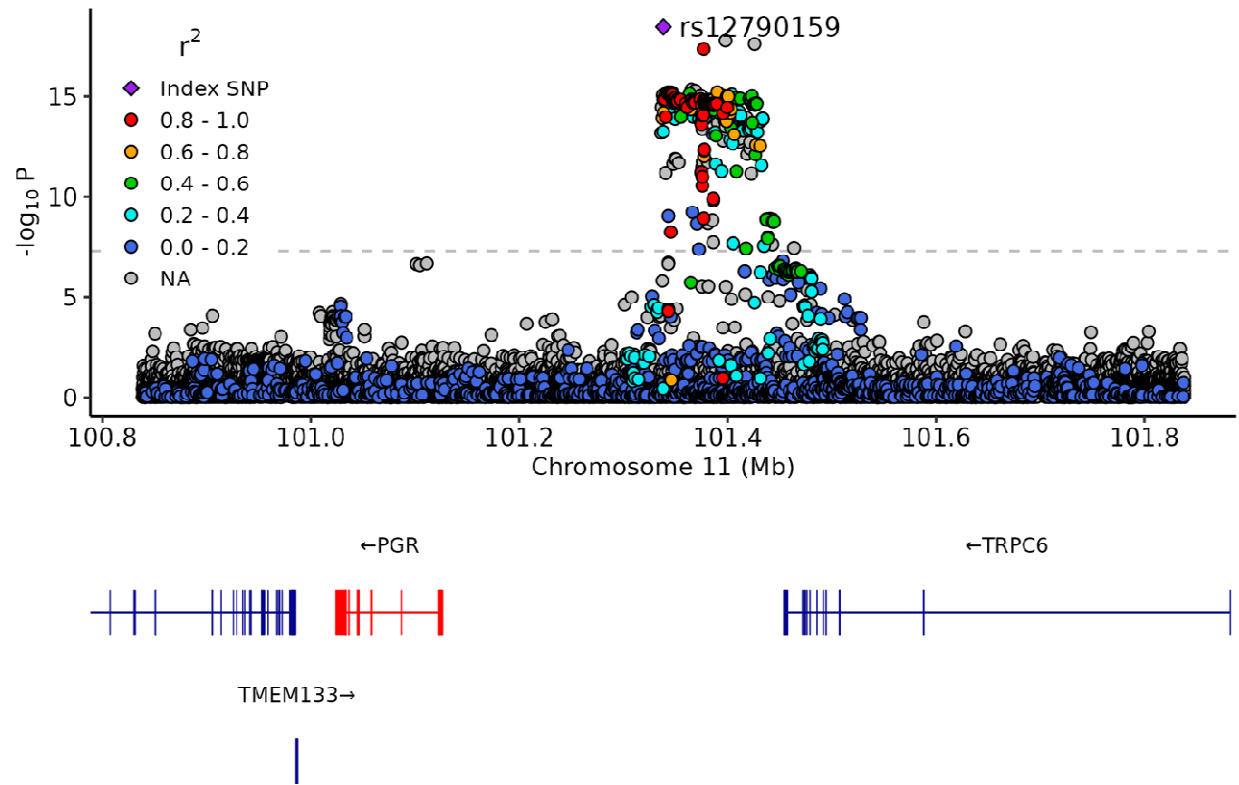 rs12790159
r2
Index SNP
0.8 - 1.0
0.6 - 0.8
0.4 - 0.6
0.2 - 0.4
0.0 - 0.2
NA
15
10
5
0
-log10 P
100.8 101.0 101.2 101.4 101.6 101.8
Chromosome 11 (Mb)
←PGR ←TRPC6
TMEM133→